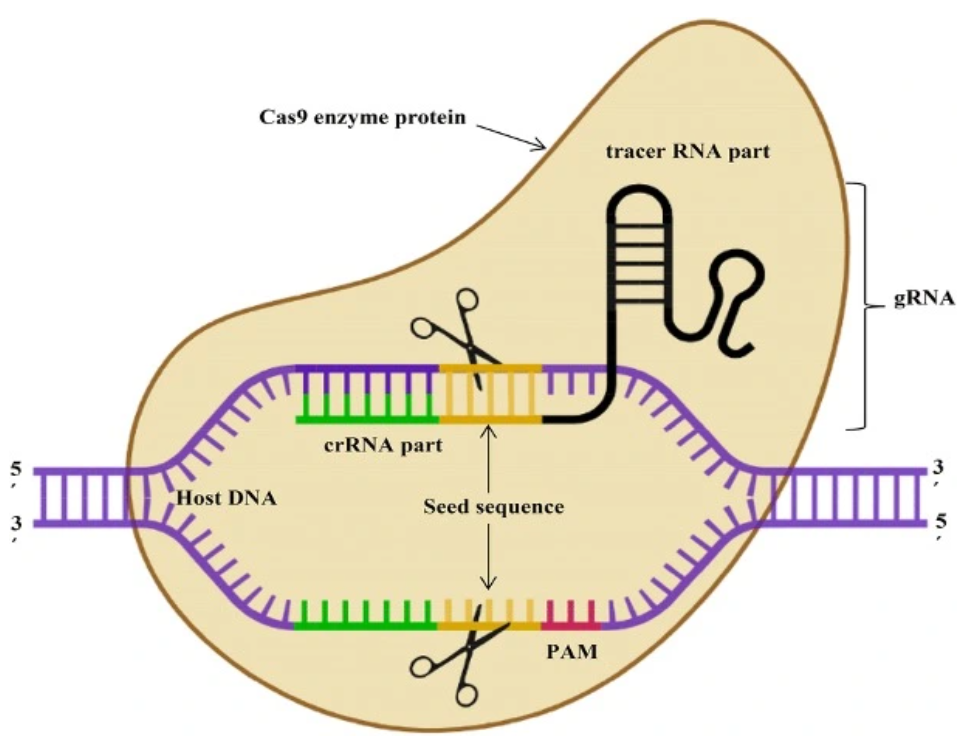 Cas9 enzyme protein
tracer RNA part
gRNA
crRNA part
5′
3′
Host DNA
Seed sequence
3′
5′
PAM